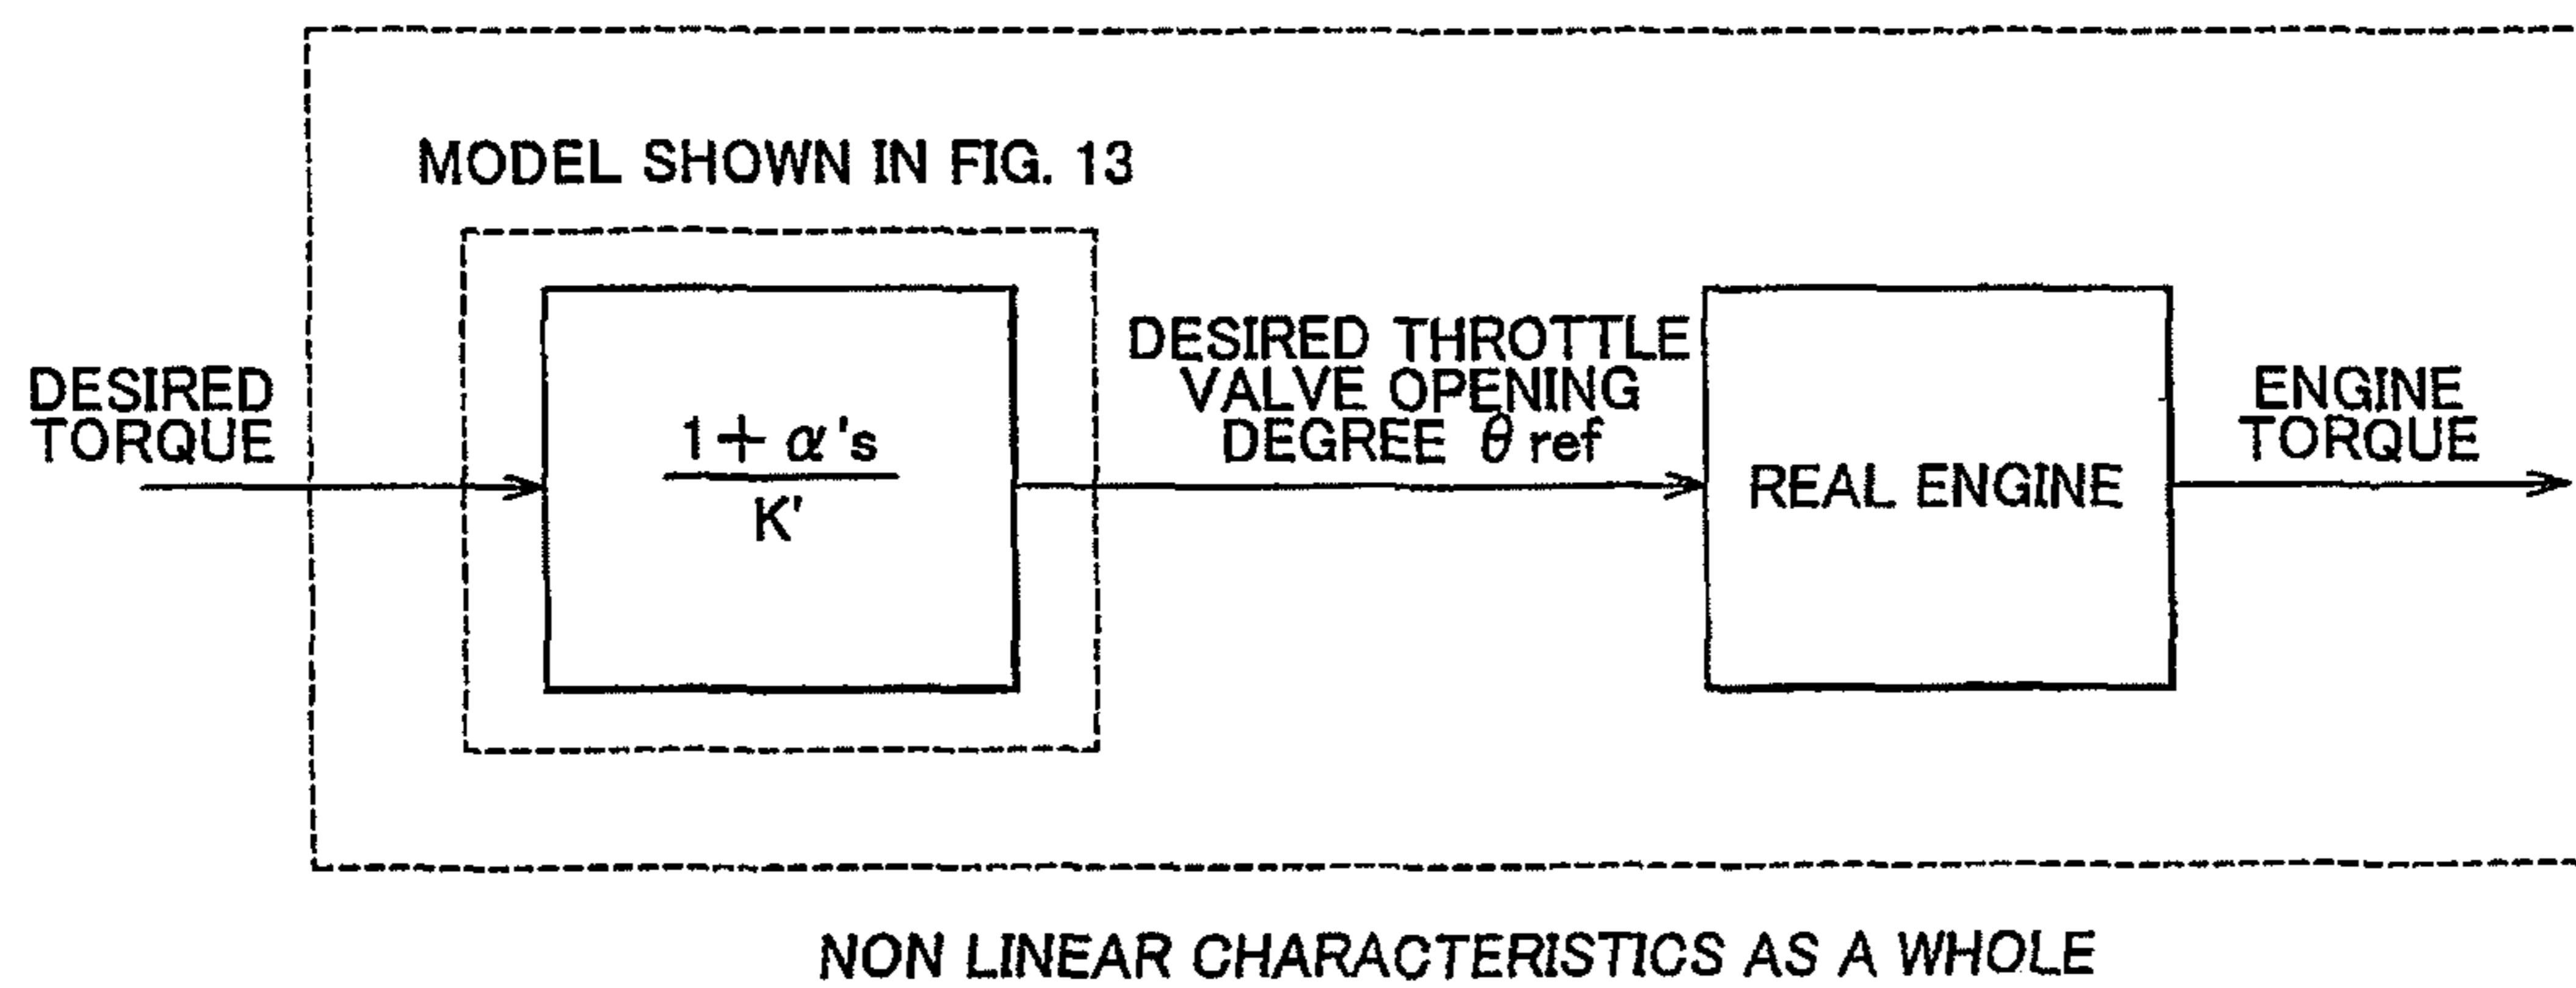 MODEL SHOWN IN FIG. 13
DESIRED
TORQUE
1+α's
K'
DESIRED THROTTLE
VALVE OPENING
DEGREE θ ref
REAL ENGINE
ENGINE
TORQUE
NON LINEAR CHARACTERISTICS AS A WHOLE